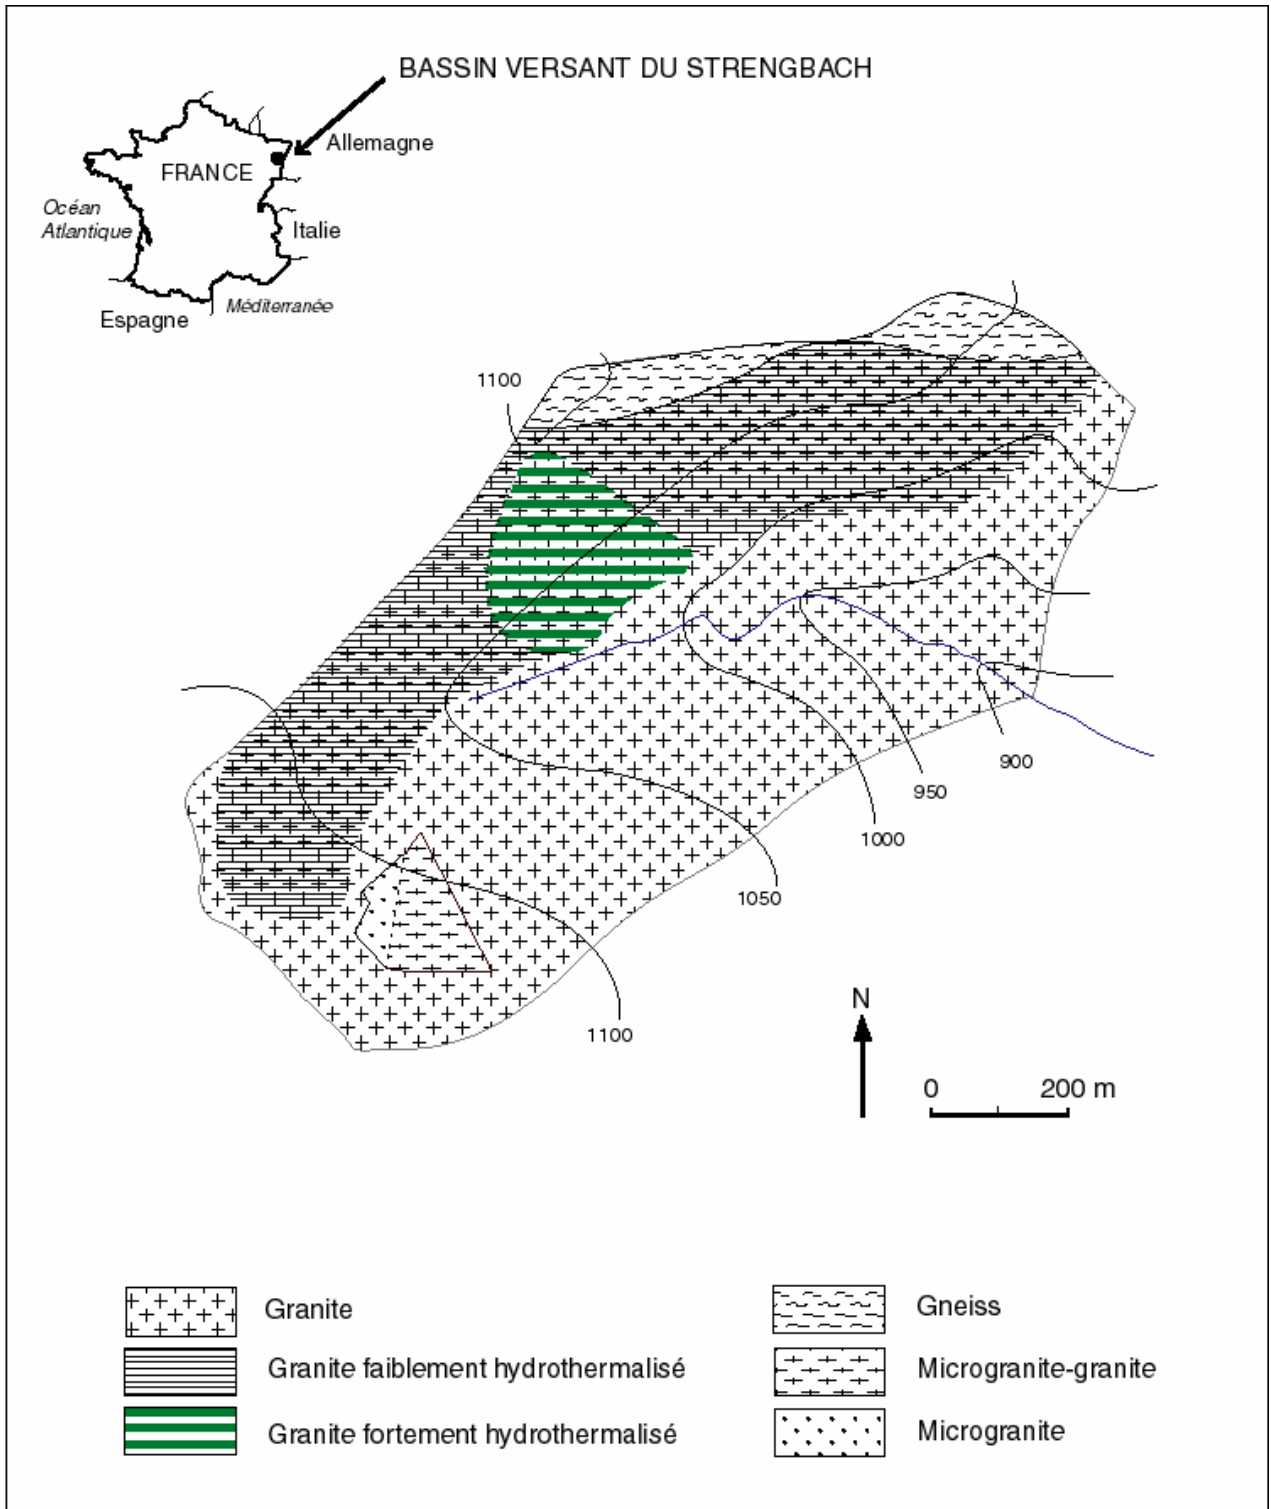 BASSIN VERSANT DU STRENGBACH
Allemagne
FRANCE
Océan
Atlantique
Italie
Méditerranée
Espagne
1100
900
950
1000
1050
1100
N
0 200 m
Granite
Granite faiblement hydrothermalisé
Granite fortement hydrothermalisé
Gneiss
Microgranite-granite
Microgranite